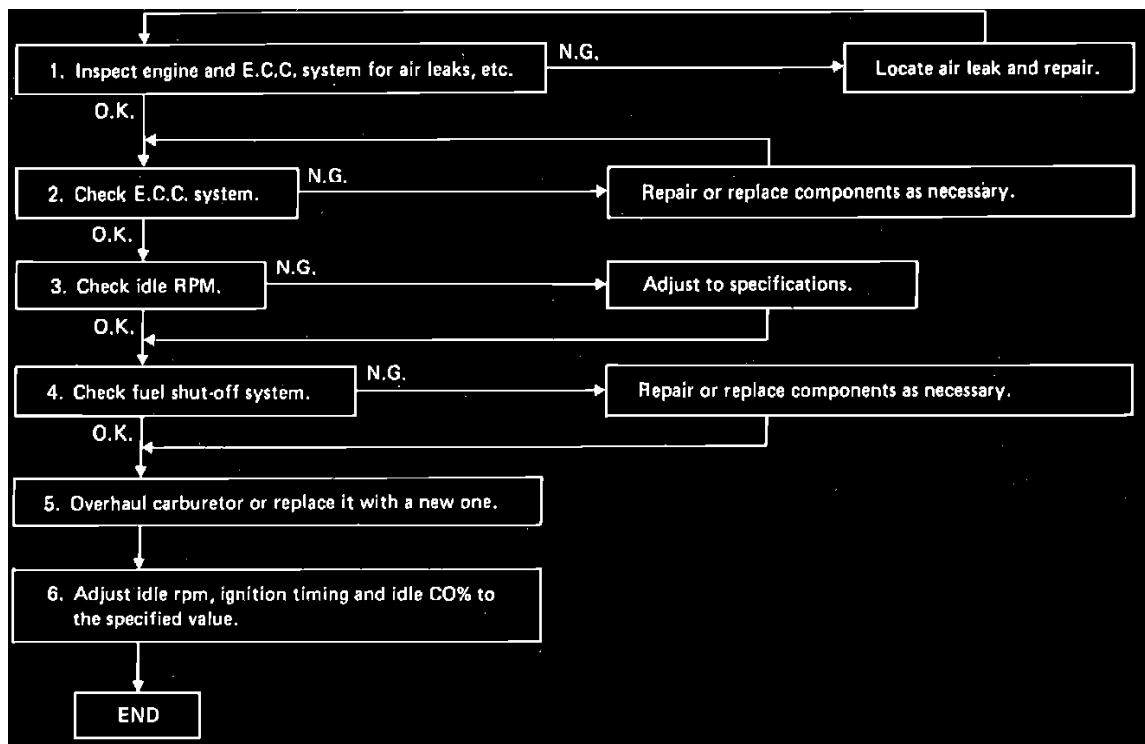 N.G.
1. Inspect engine and E.C.C. system for air leaks, etc.
Locate air leak and repair.
O.K.
N.G.
2. Check E.C.C. system.
Repair or replace components as necessary.
O.K.
N.G.
3. Check idle RPM.
Adjust to specifications.
O.K.
N.G.
4. Check fuel shut-off system.
Repair or replace components as necessary.
O.K.
5. Overhaul carburetor or replace it with a new one.
6. Adjust idle rpm, ignition timing and idle CO% to
the specified value.
END